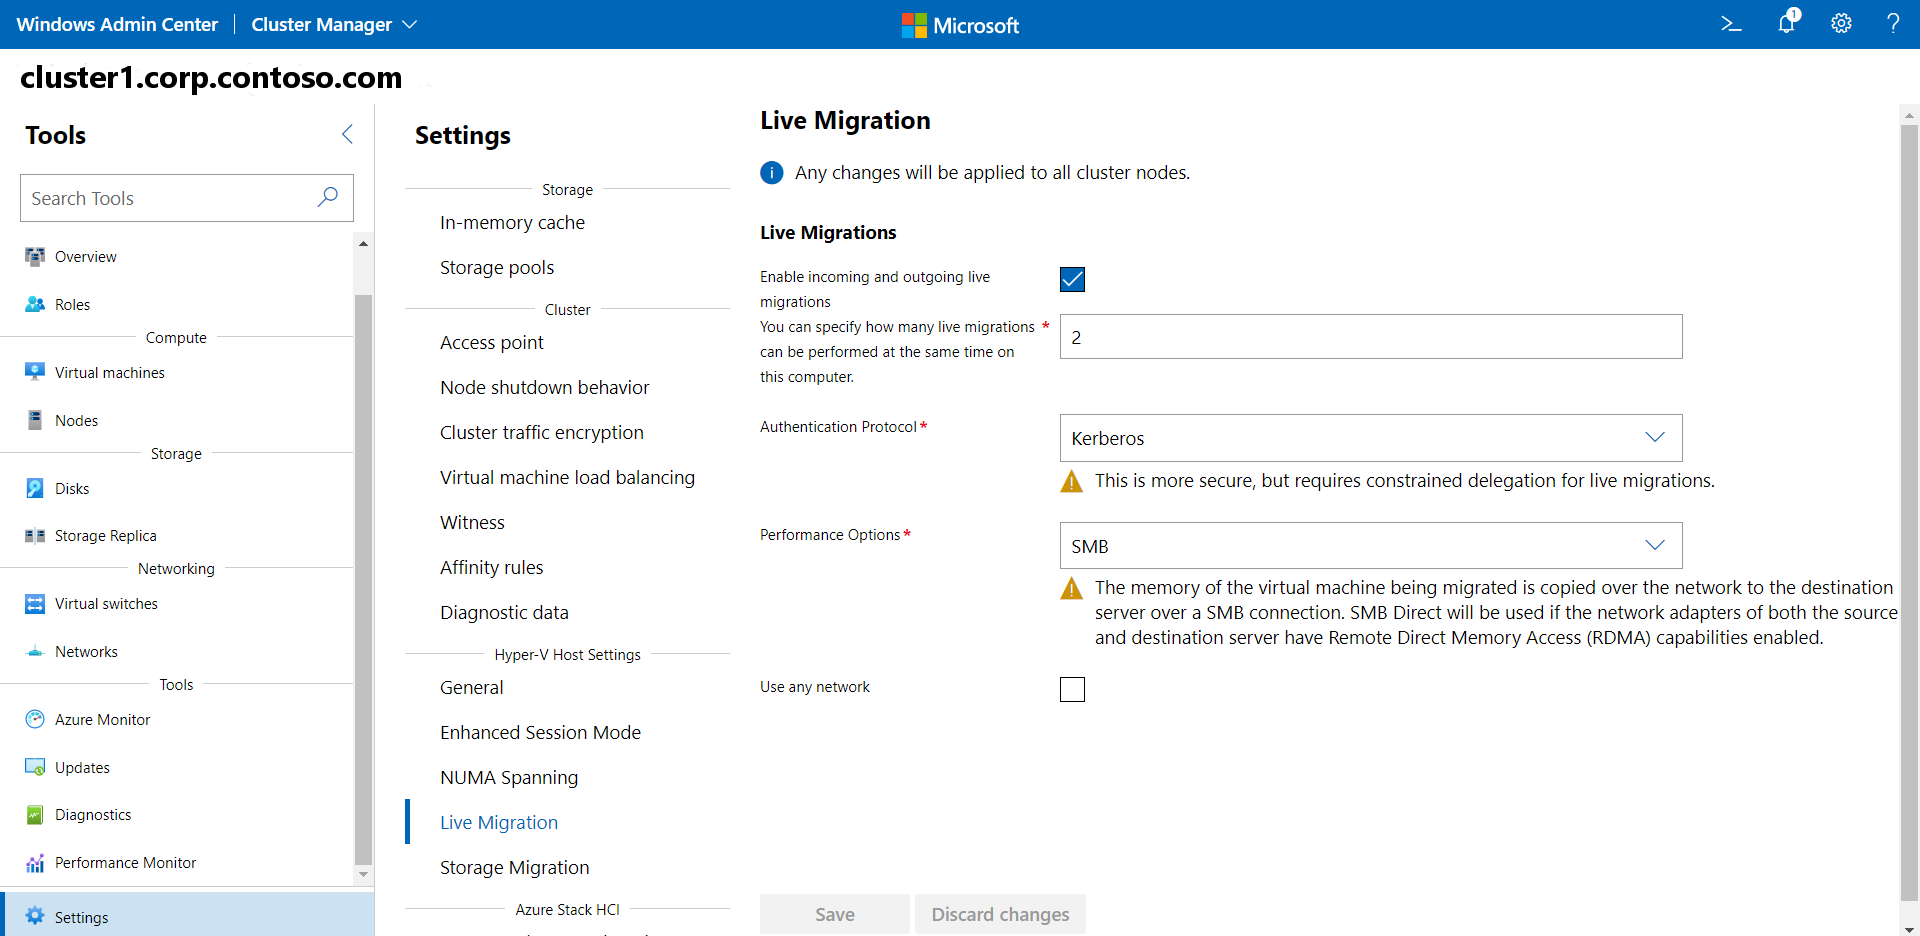 Windows Admin Center
Cluster Manager
Microsoft
1
cluster1.corp.contoso.com
Tools
Search Tools
Overview
Roles
Compute
Virtual machines
Nodes
Storage
Disks
Storage Replica
Networking
Virtual switches
Networks
Tools
Azure Monitor
Updates
Diagnostics
Performance Monitor
Settings
Settings
Storage
In-memory cache
Storage pools
Cluster
Access point
Node shutdown behavior
Cluster traffic encryption
Virtual machine load balancing
Witness
Affinity rules
Diagnostic data
Hyper-V Host Settings
General
Enhanced Session Mode
NUMA Spanning
Live Migration
Storage Migration
Azure Stack HCI
Live Migration
Any changes will be applied to all cluster nodes.
Live Migrations
Enable incoming and outgoing live
migrations
You can specify how many live migrations *
can be performed at the same time on
this computer.
2
Authentication Protocol *
Kerberos
This is more secure, but requires constrained delegation for live migrations.
Performance Options *
SMB
The memory of the virtual machine being migrated is copied over the network to the destination
server over a SMB connection. SMB Direct will be used if the network adapters of both the source
and destination server have Remote Direct Memory Access (RDMA) capabilities enabled.
Use any network
Save
Discard changes